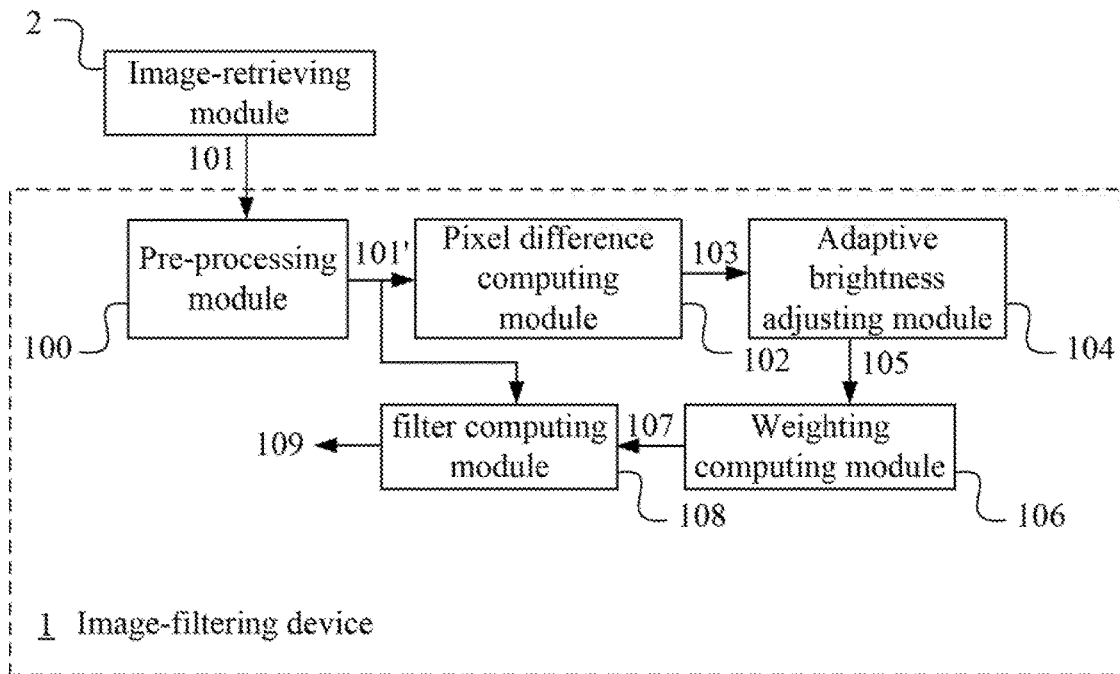 2
Image-retrieving
module
101
Pre-processing
module
101'
Pixel difference
computing
module
103
Adaptive
brightness
adjusting module
100
102
104
105
109
filter computing
module
107
Weighting
computing module
108
106
1 Image-filtering device